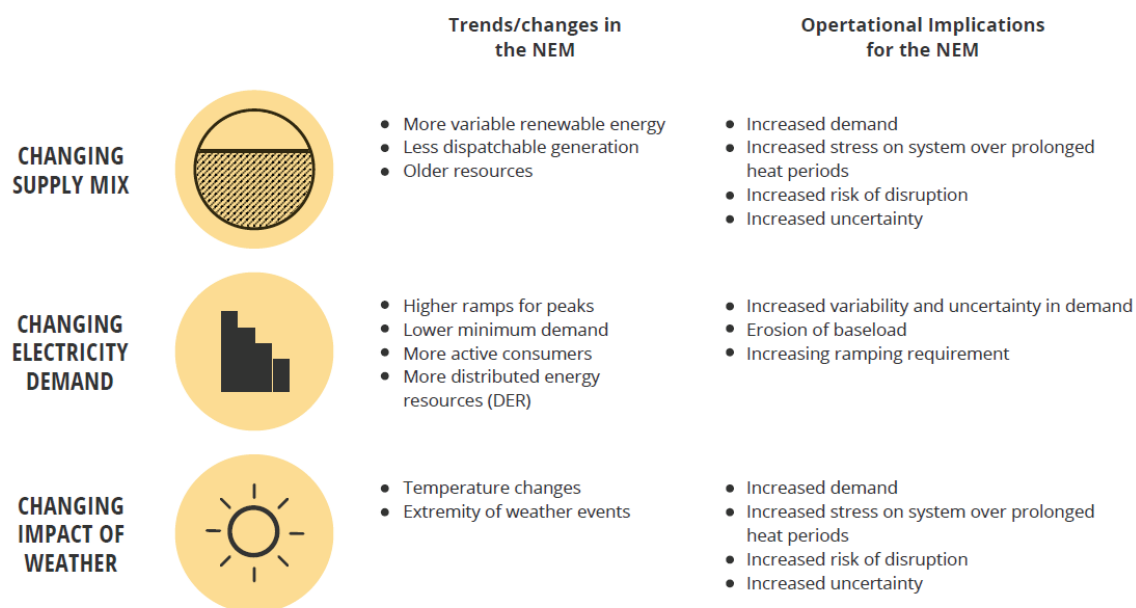 Trends/changes in
the NEM
Opertational Implications
for the NEM
CHANGING
SUPPLY MIX
● More variable renewable energy
● Less dispatchable generation
● Older resources
● Increased demand
● Increased stress on system over prolonged
heat periods
● Increased risk of disruption
● Increased uncertainty
CHANGING
ELECTRICITY
DEMAND
● Higher ramps for peaks
● Lower minimum demand
● More active consumers
● More distributed energy
resources (DER)
● Increased variability and uncertainty in demand
● Erosion of baseload
● Increasing ramping requirement
CHANGING
IMPACT OF
WEATHER
● Temperature changes
● Extremity of weather events
● Increased demand
● Increased stress on system over prolonged
heat periods
● Increased risk of disruption
● Increased uncertainty